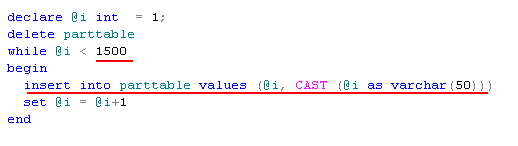 declare @i int  = 1;
delete parttable
while @i < 1500
begin
  insert into parttable values (@i, CAST (@i as varchar(50)))
  set @i = @i+1
end